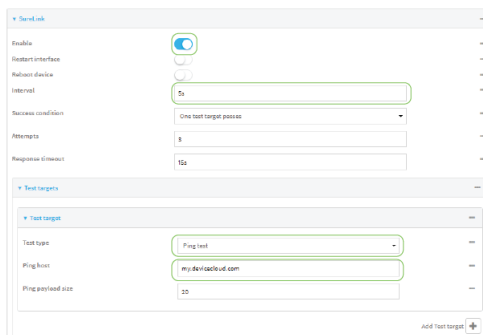 SureLink
Enable
Restart interface
Reboot device
Interval
5s
Success condition
One test target passes
Attempts
3
Response timeout
15s
Test targets
Test target
Test type
Ping test
Ping host
my.devicecloud.com
Ping payload size
20
Add Test target